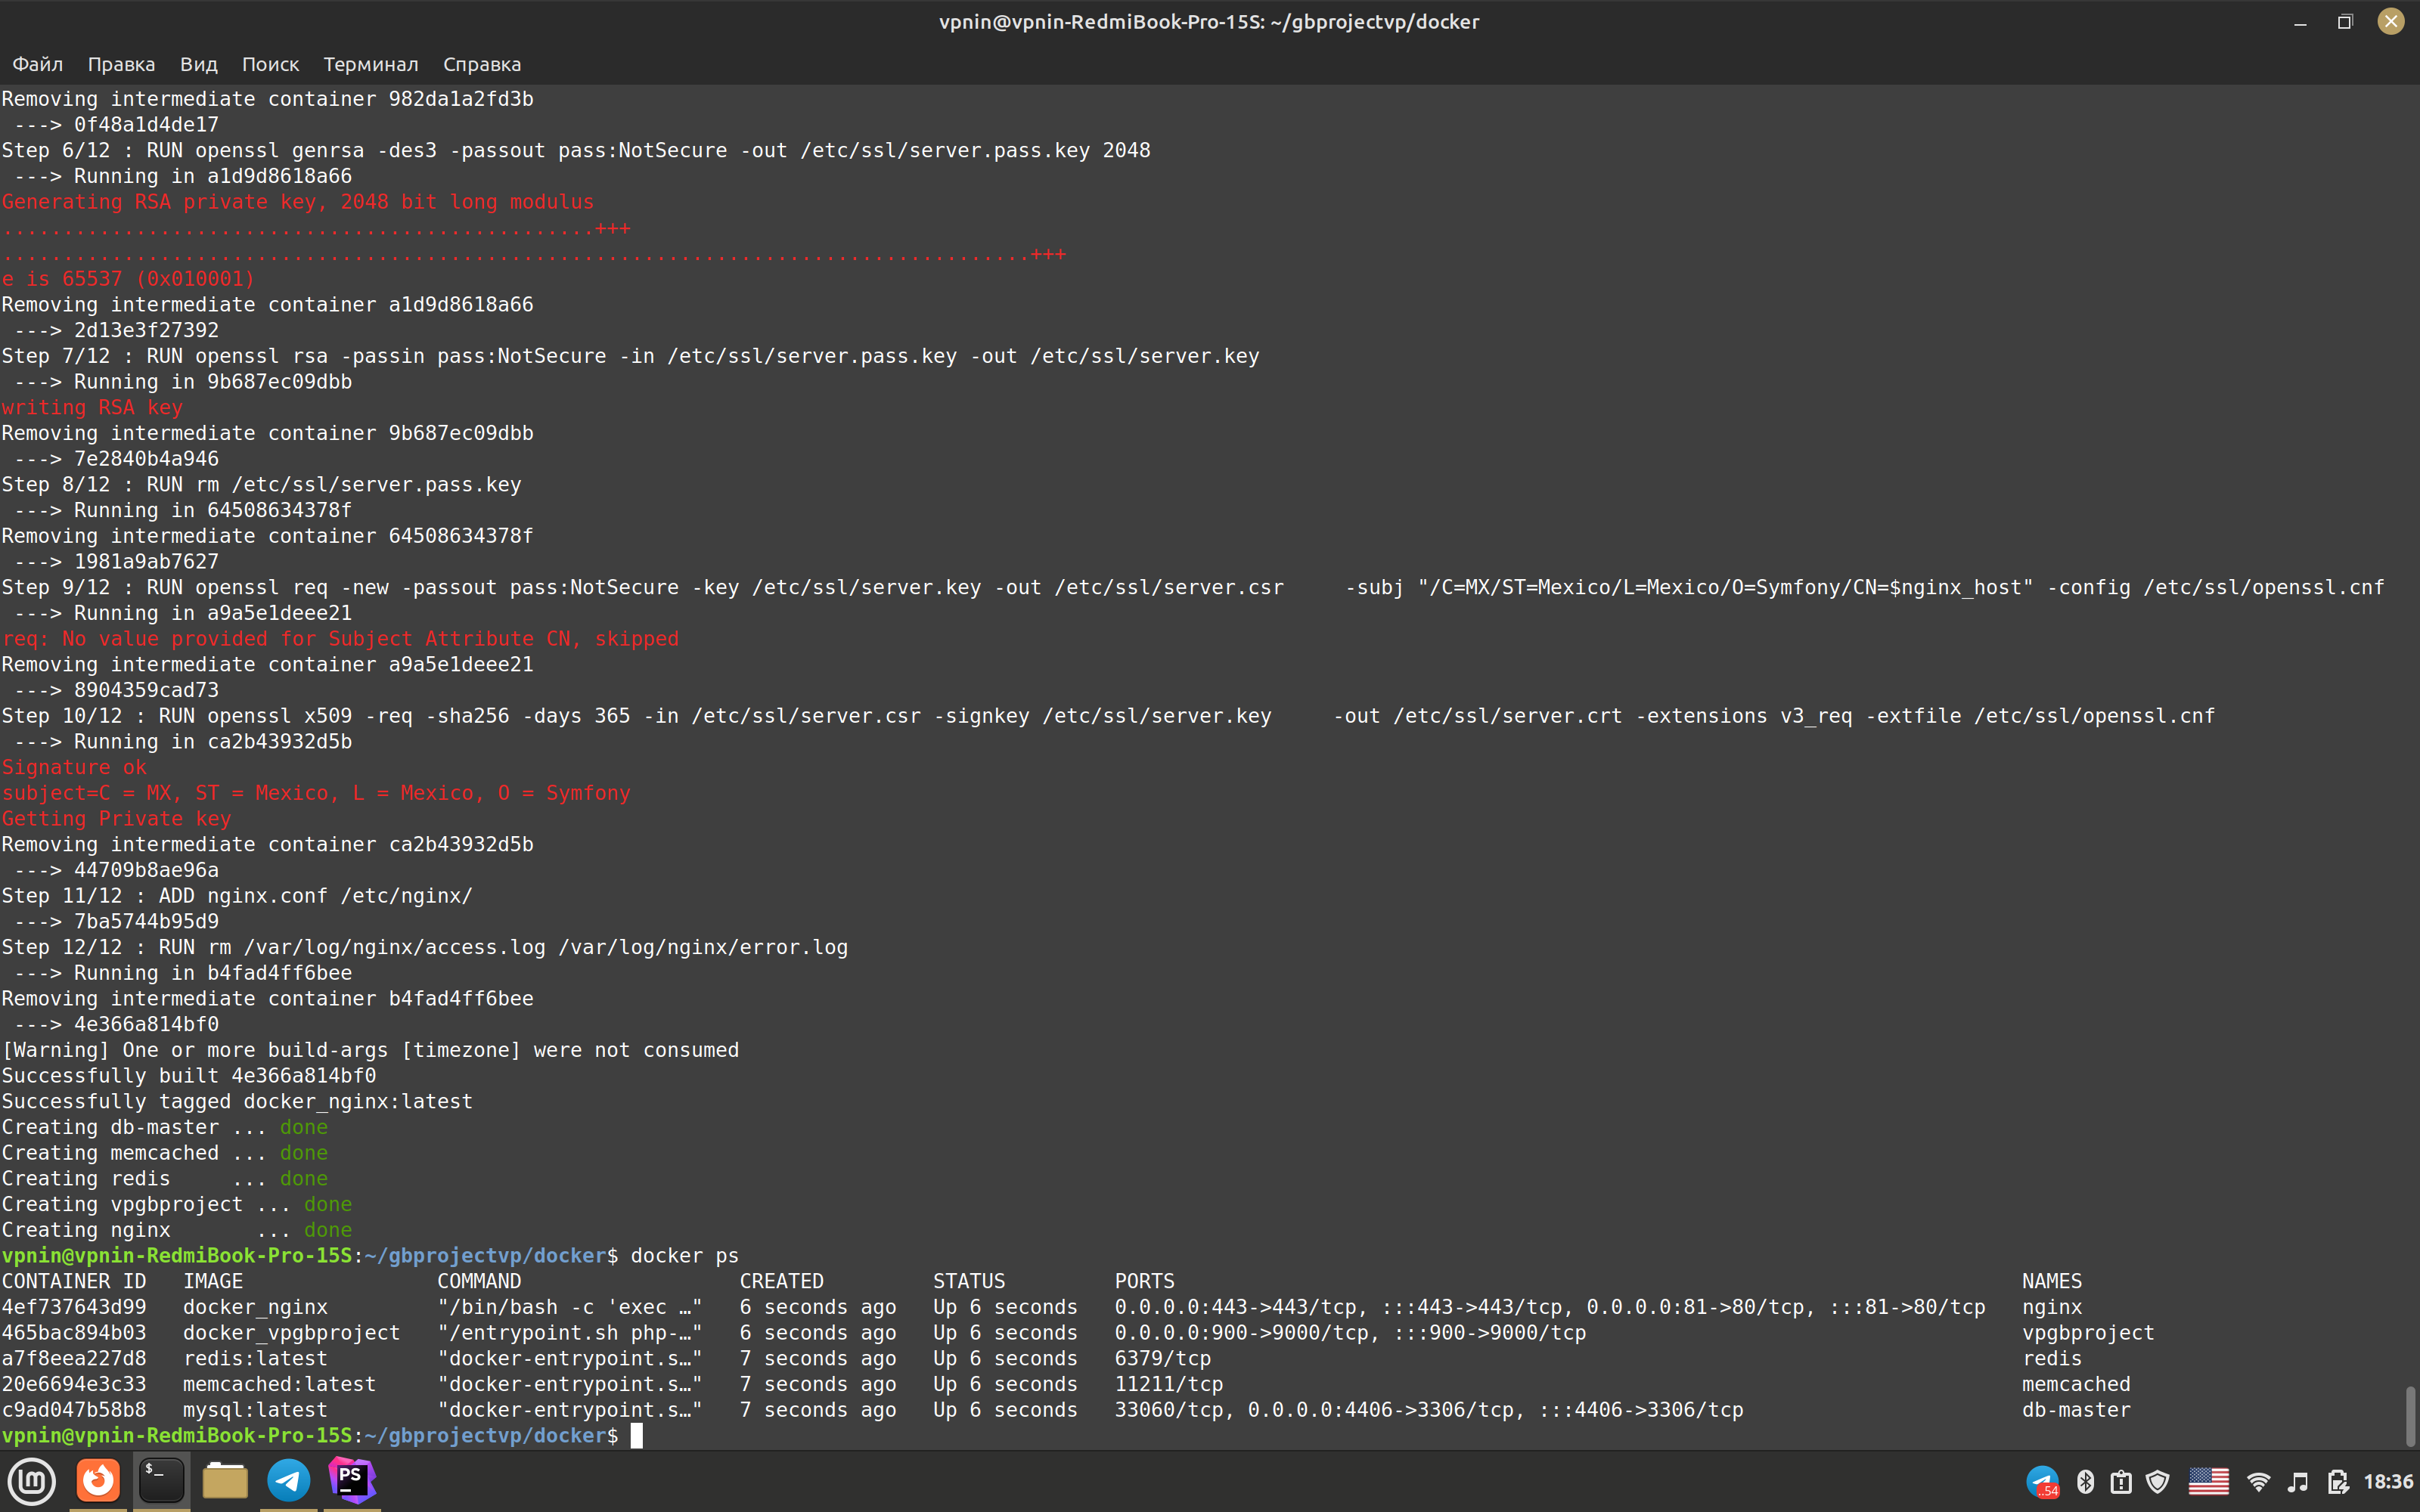 vpnin@vpnin-RedmiBook-Pro-15S: ~/gbprojectvp/docker
Файл Правка Вид Поиск Терминал Справка
Removing intermediate container 982da1a2fd3b
 ---> 0f48a1d4de17
Step 6/12 : RUN openssl genrsa -des3 -passout pass:NotSecure -out /etc/ssl/server.pass.key 2048
 ---> Running in a1d9d8618a66
Generating RSA private key, 2048 bit long modulus
.................................................+++
.....................................................................................+++
e is 65537 (0x010001)
Removing intermediate container a1d9d8618a66
 ---> 2d13e3f27392
Step 7/12 : RUN openssl rsa -passin pass:NotSecure -in /etc/ssl/server.pass.key -out /etc/ssl/server.key
 ---> Running in 9b687ec09dbb
writing RSA key
Removing intermediate container 9b687ec09dbb
 ---> 7e2840b4a946
Step 8/12 : RUN rm /etc/ssl/server.pass.key
 ---> Running in 64508634378f
Removing intermediate container 64508634378f
 ---> 1981a9ab7627
Step 9/12 : RUN openssl req -new -passout pass:NotSecure -key /etc/ssl/server.key -out /etc/ssl/server.csr     -subj "/C=MX/ST=Mexico/L=Mexico/O=Symfony/CN=$nginx_host" -config /etc/ssl/openssl.cnf
 ---> Running in a9a5e1deee21
req: No value provided for Subject Attribute CN, skipped
Removing intermediate container a9a5e1deee21
 ---> 8904359cad73
Step 10/12 : RUN openssl x509 -req -sha256 -days 365 -in /etc/ssl/server.csr -signkey /etc/ssl/server.key     -out /etc/ssl/server.crt -extensions v3_req -extfile /etc/ssl/openssl.cnf
 ---> Running in ca2b43932d5b
Signature ok
subject=C = MX, ST = Mexico, L = Mexico, O = Symfony
Getting Private key
Removing intermediate container ca2b43932d5b
 ---> 44709b8ae96a
Step 11/12 : ADD nginx.conf /etc/nginx/
 ---> 7ba5744b95d9
Step 12/12 : RUN rm /var/log/nginx/access.log /var/log/nginx/error.log
 ---> Running in b4fad4ff6bee
Removing intermediate container b4fad4ff6bee
 ---> 4e366a814bf0
[Warning] One or more build-args [timezone] were not consumed
Successfully built 4e366a814bf0
Successfully tagged docker_nginx:latest
Creating db-master ... done
Creating memcached ... done
Creating redis     ... done
Creating vpgbproject ... done
Creating nginx       ... done
vpnin@vpnin-RedmiBook-Pro-15S:~/gbprojectvp/docker$ docker ps
CONTAINER ID   IMAGE                COMMAND                  CREATED         STATUS         PORTS                                                                      NAMES
4ef737643d99   docker_nginx         "/bin/bash -c 'exec …"   6 seconds ago   Up 6 seconds   0.0.0.0:443->443/tcp, :::443->443/tcp, 0.0.0.0:81->80/tcp, :::81->80/tcp   nginx
465bac894b03   docker_vpgbproject   "/entrypoint.sh php-…"   6 seconds ago   Up 6 seconds   0.0.0.0:900->9000/tcp, :::900->9000/tcp                                    vpgbproject
a7f8eea227d8   redis:latest         "docker-entrypoint.s…"   7 seconds ago   Up 6 seconds   6379/tcp                                                                   redis
20e6694e3c33   memcached:latest     "docker-entrypoint.s…"   7 seconds ago   Up 6 seconds   11211/tcp                                                                  memcached
c9ad047b58b8   mysql:latest         "docker-entrypoint.s…"   7 seconds ago   Up 6 seconds   33060/tcp, 0.0.0.0:4406->3306/tcp, :::4406->3306/tcp                       db-master
vpnin@vpnin-RedmiBook-Pro-15S:~/gbprojectvp/docker$
lm $_ PS ..54 18:36